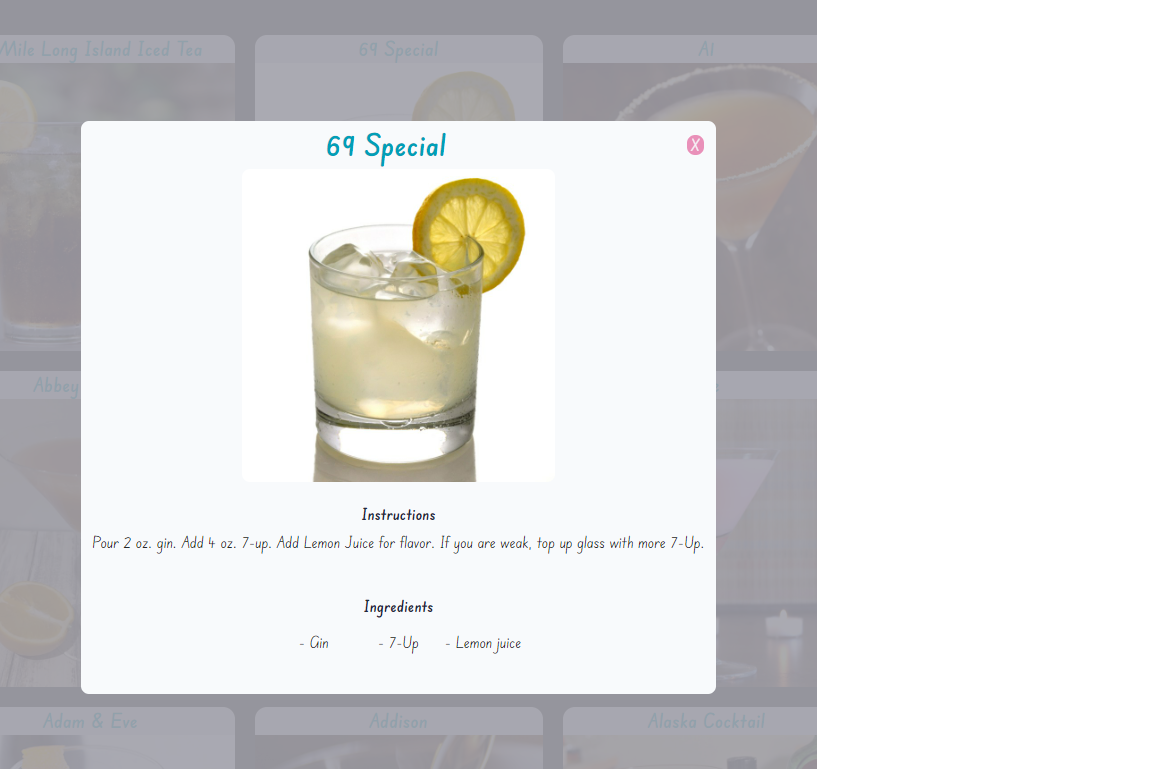 Mile Long Island Iced Tea
69 Special
A1
69 Special
X
Instructions
Pour 2 oz. gin. Add 4 oz. 7-up. Add Lemon Juice for flavor. If you are weak, top up glass with more 7-Up.
Ingredients
- Gin - 7-Up - Lemon juice
Abbey
Adam & Eve
Addison
Alaska Cocktail